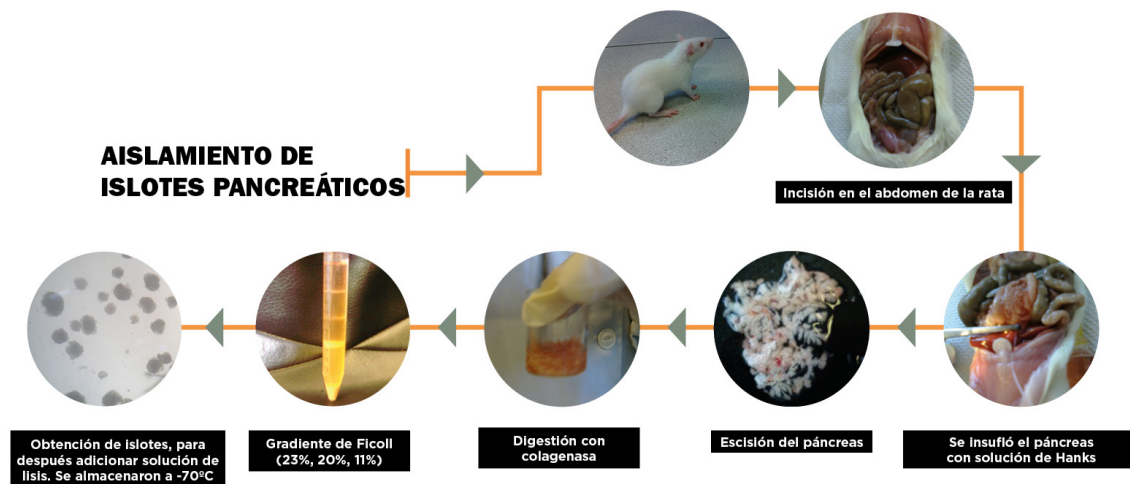 AISLAMIENTO DE
ISLOTES PANCREÁTICOS
Incisión en el abdomen de la rata
Se insufló el páncreas
con solución de Hanks
Escisión del páncreas
Digestión con
colagenasa
Gradiente de Ficoll
(23%, 20%, 11%)
Obtención de islotes, para
después adicionar solución de
lisis. Se almacenaron a -70ºC